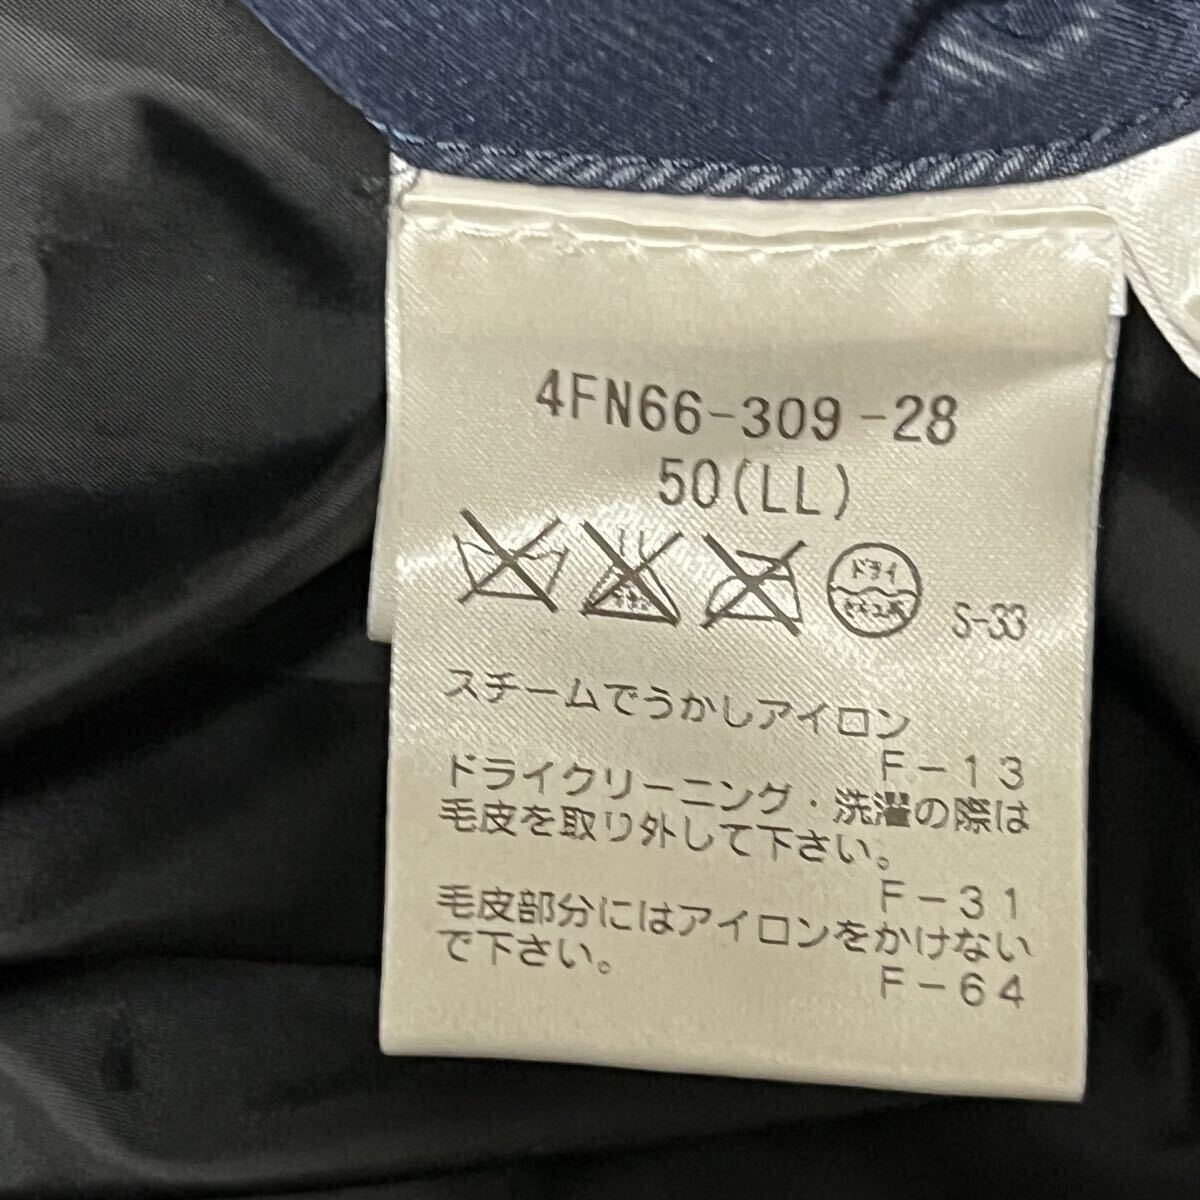 4FN66-309-28
50(LL)
ドライ
セキユ系
S-33
スチームでうかしアイロン
F-13
ドライクリーニング・洗濯の際は
毛皮を取り外して下さい。
F-31
毛皮部分にはアイロンをかけない
で下さい。
F-64